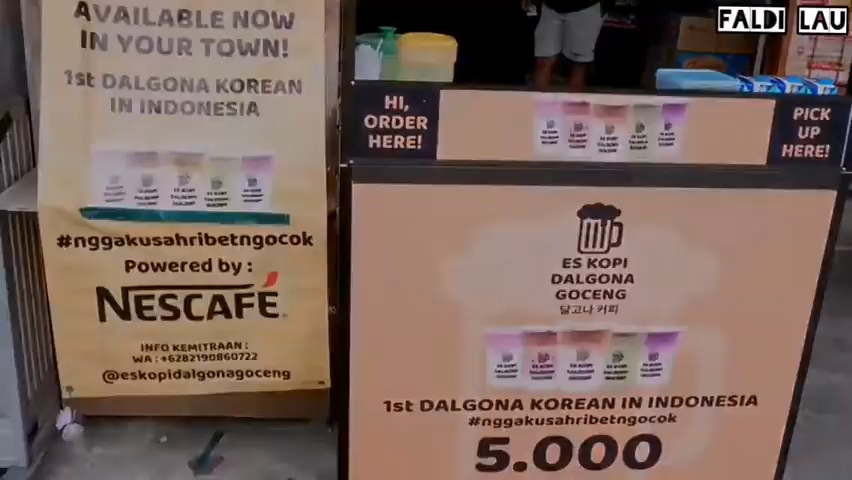 FALDI LAU
AVAILABLE NOW
IN YOUR TOWN!
1st DALGONA KOREAN
IN INDONESIA
#nggakusahribetngocok
Powered by :
NESCAFÉ
INFO KEMITRAAN :
WA : +6282190860722
@eskopidalgonagoceng
HI,
ORDER
HERE!
PICK
UP
HERE!
ES KOPI
DALGONA
GOCENG
달고나 커피
1st DALGONA KOREAN IN INDONESIA
#nggakusahribetngocok
5.000